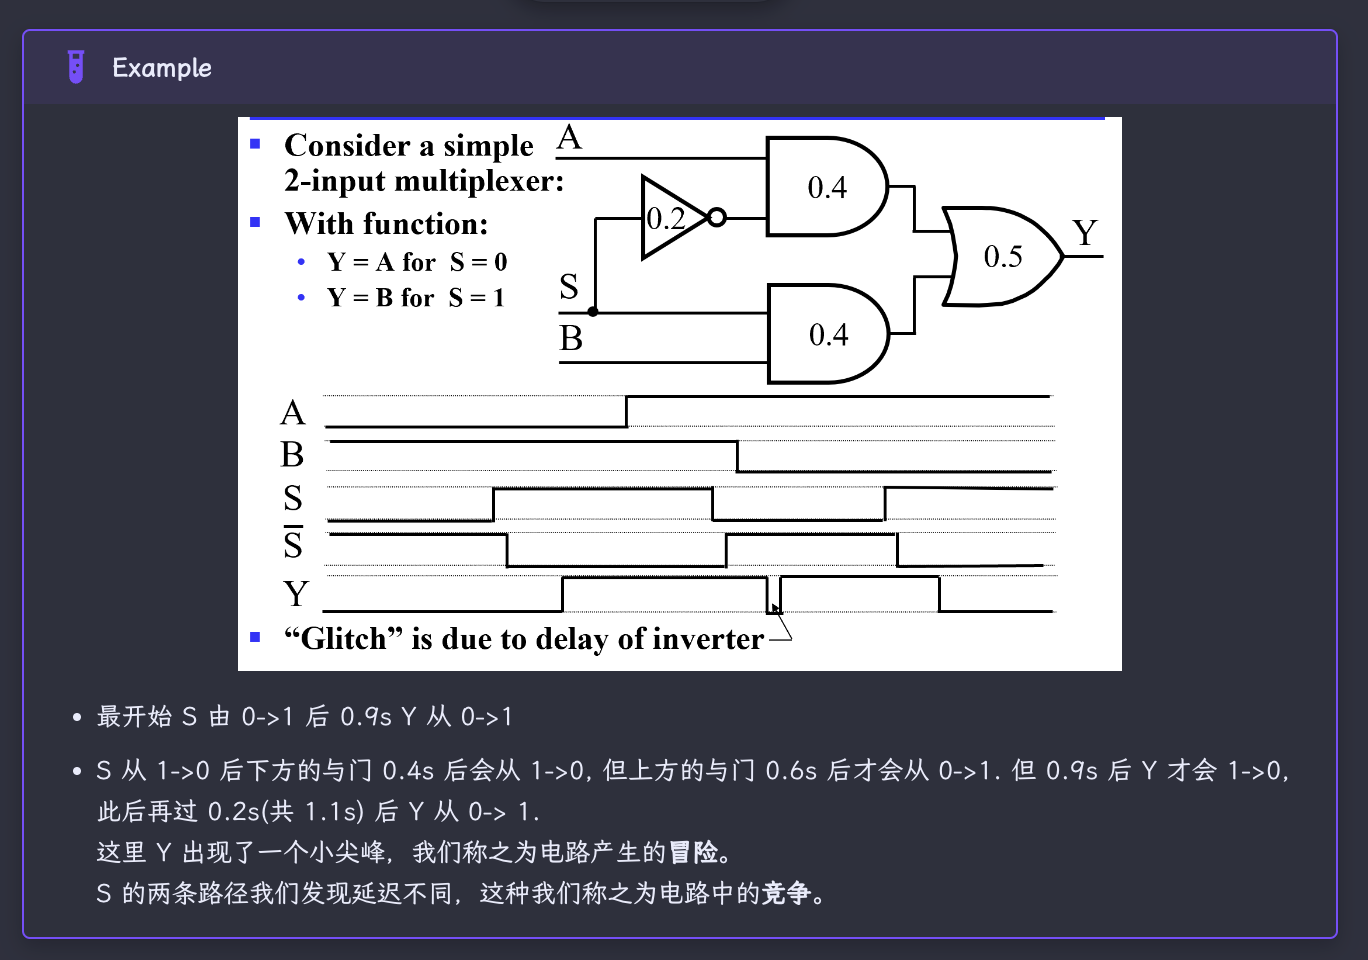 Example
Consider a simple
2-input multiplexer:
With function:
Y = A for S = 0
Y = B for S = 1
A
0.4
0.2
S
B
0.4
0.5
Y
A
B
S
S̅
Y
“Glitch” is due to delay of inverter
最开始 S 由 0->1 后 0.9s Y 从 0->1
S 从 1->0 后下方的与门 0.4s 后会从 1->0, 但上方的与门 0.6s 后才会从 0->1. 但 0.9s 后 Y 才会 1->0,
此后再过 0.2s(共 1.1s) 后 Y 从 0-> 1.
这里 Y 出现了一个小尖峰，我们称之为电路产生的冒险。
S 的两条路径我们发现延迟不同，这种我们称之为电路中的竞争。